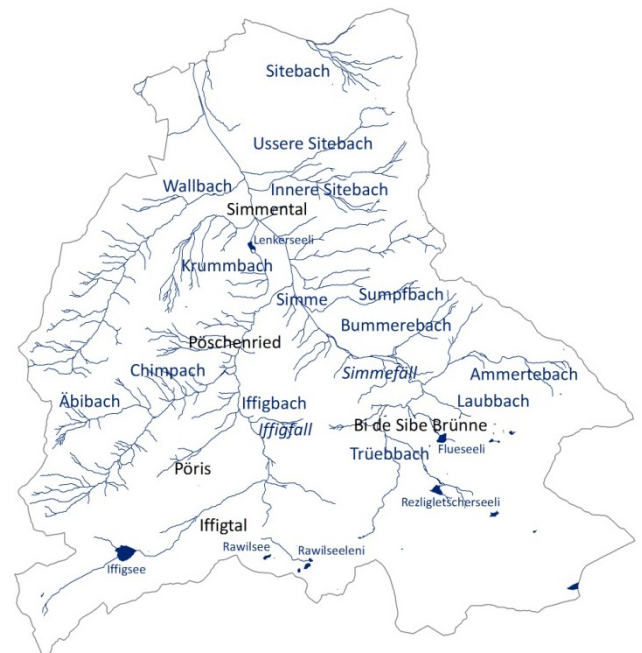 Sitebach
Ussere Sitebach
Wallbach
Innere Sitebach
Simmental
Lenkerseeli
Krummbach
Simme
Sumpfbach
Bummerebach
Pöschenried
Chimpach
Simmefäll
Ammertebach
Äbibach
Iffigbach
Laubbach
Iffigfall
Bi de Sibe Brünne
Flueseeli
Trüebbach
Pöris
Rezligletscherseeli
Iffigtal
Rawilsee
Rawilseeleni
Iffigsee